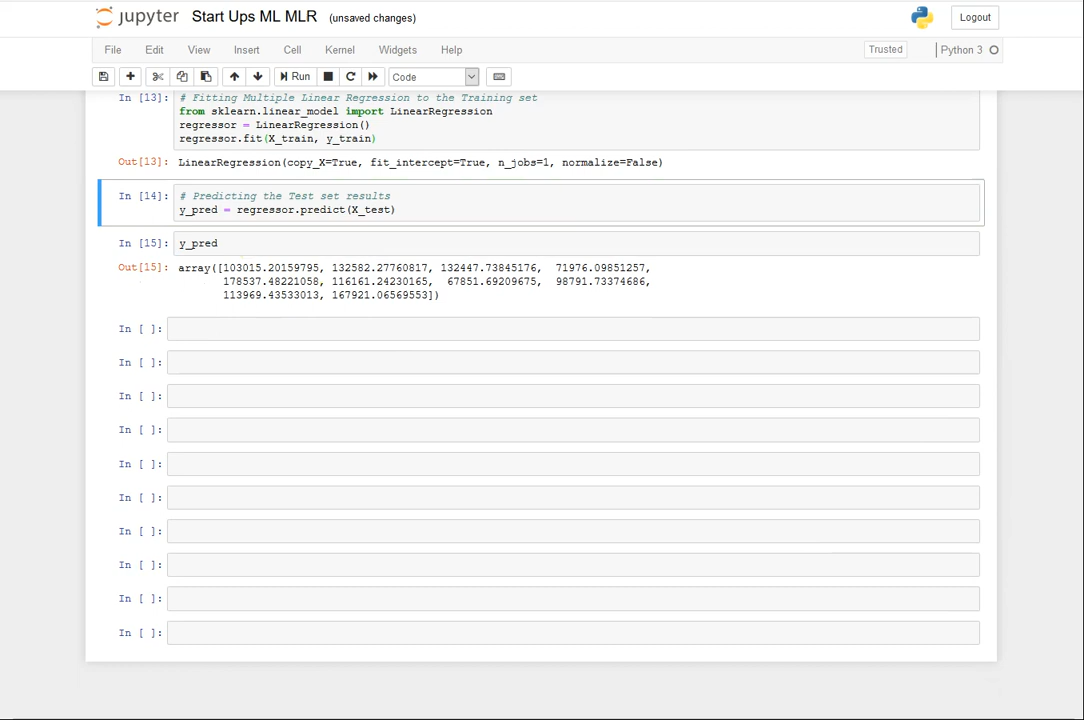 jupyter Start Ups ML MLR (unsaved changes) Logout
File Edit View Insert Cell Kernel Widgets Help Trusted Python 3
Run Code
In [13]: # Fitting Multiple Linear Regression to the Training set
from sklearn.linear_model import LinearRegression
regressor = LinearRegression()
regressor.fit(X_train, y_train)
Out[13]: LinearRegression(copy_X=True, fit_intercept=True, n_jobs=1, normalize=False)
In [14]: # Predicting the Test set results
y_pred = regressor.predict(X_test)
In [15]: y_pred
Out[15]: array([103015.20159795, 132582.27760817, 132447.73845176, 71976.09851257,
178537.48221058, 116161.24230165, 67851.69209675, 98791.73374686,
113969.43533013, 167921.06569553])
In [ ]:
In [ ]:
In [ ]:
In [ ]:
In [ ]:
In [ ]:
In [ ]:
In [ ]:
In [ ]:
In [ ]: